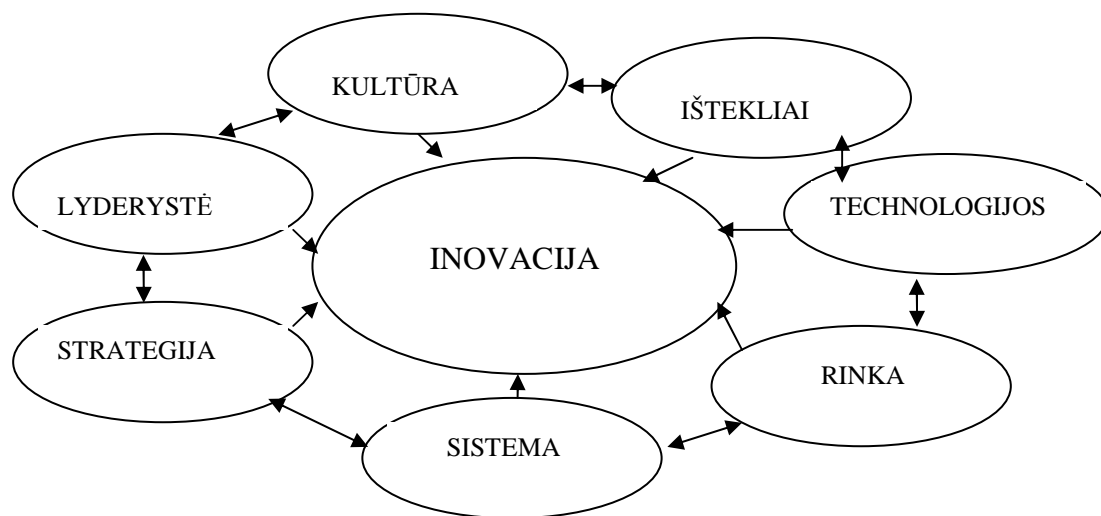 KULTŪRA
IŠTEKLIAI
LYDERYSTĖ
TECHNOLOGIJOS
INOVACIJA
STRATEGIJA
RINKA
SISTEMA